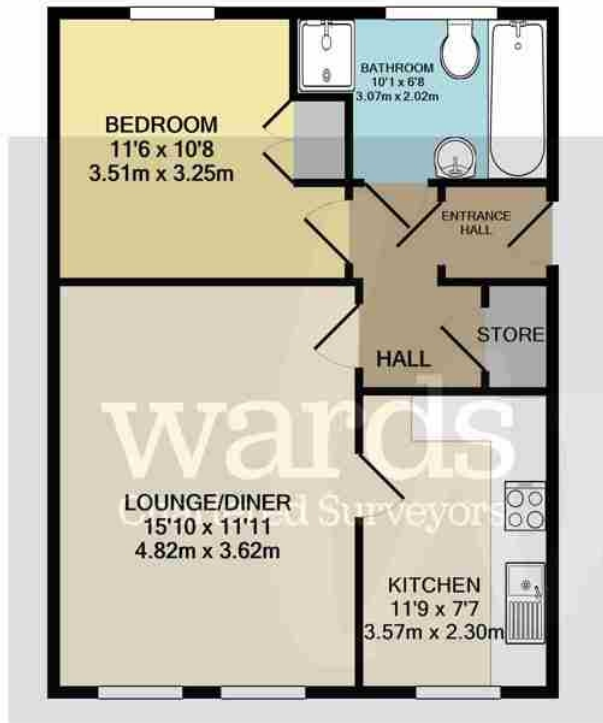 BATHROOM
10'1 x 6'8
3.07m x 2.02m
BEDROOM
11'6 x 10'8
3.51m x 3.25m
ENTRANCE
HALL
STORE
HALL
wards
Surveyors
LOUNGE/DINER
15'10 x 11'11
4.82m x 3.62m
KITCHEN
11'9 x 7'7
3.57m x 2.30m